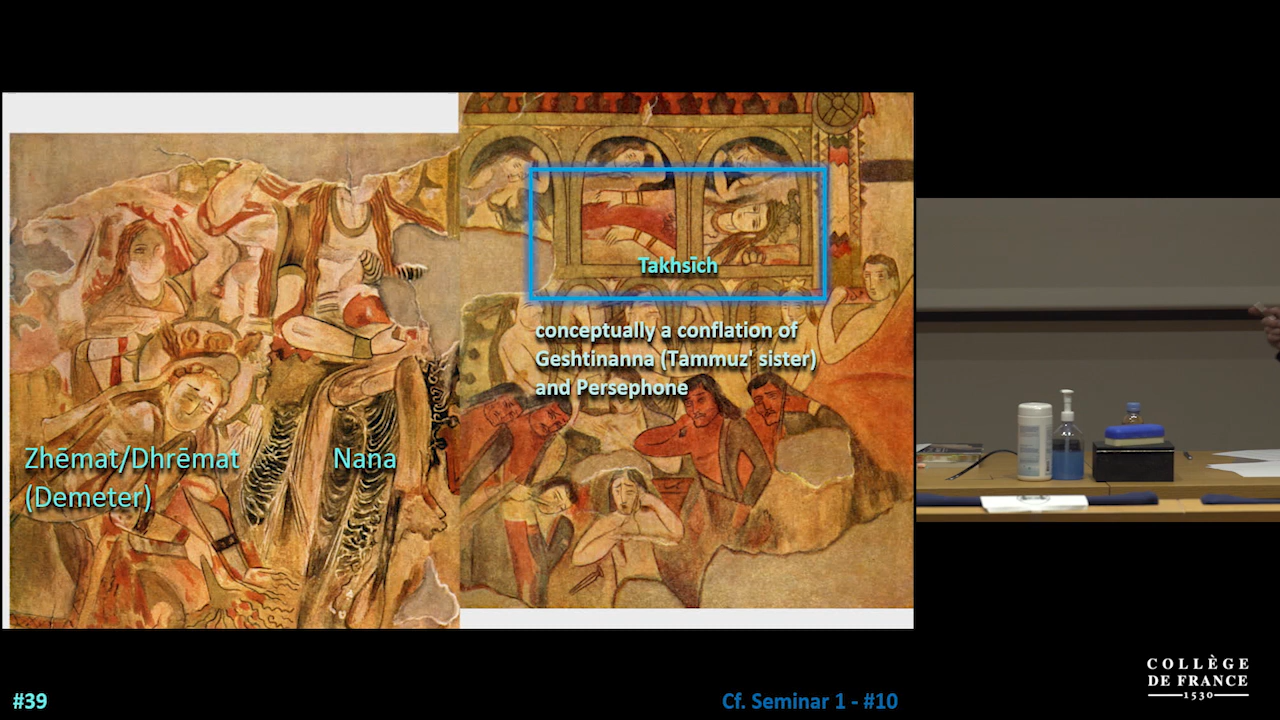 Takhsīch
conceptually a conflation of
Geshtinanna (Tammuz' sister)
and Persephone
Zhēmat/Dhrēmat
(Demeter)
Nana
#39
Cf. Seminar 1 - #10
COLLÈGE
DE FRANCE
1530